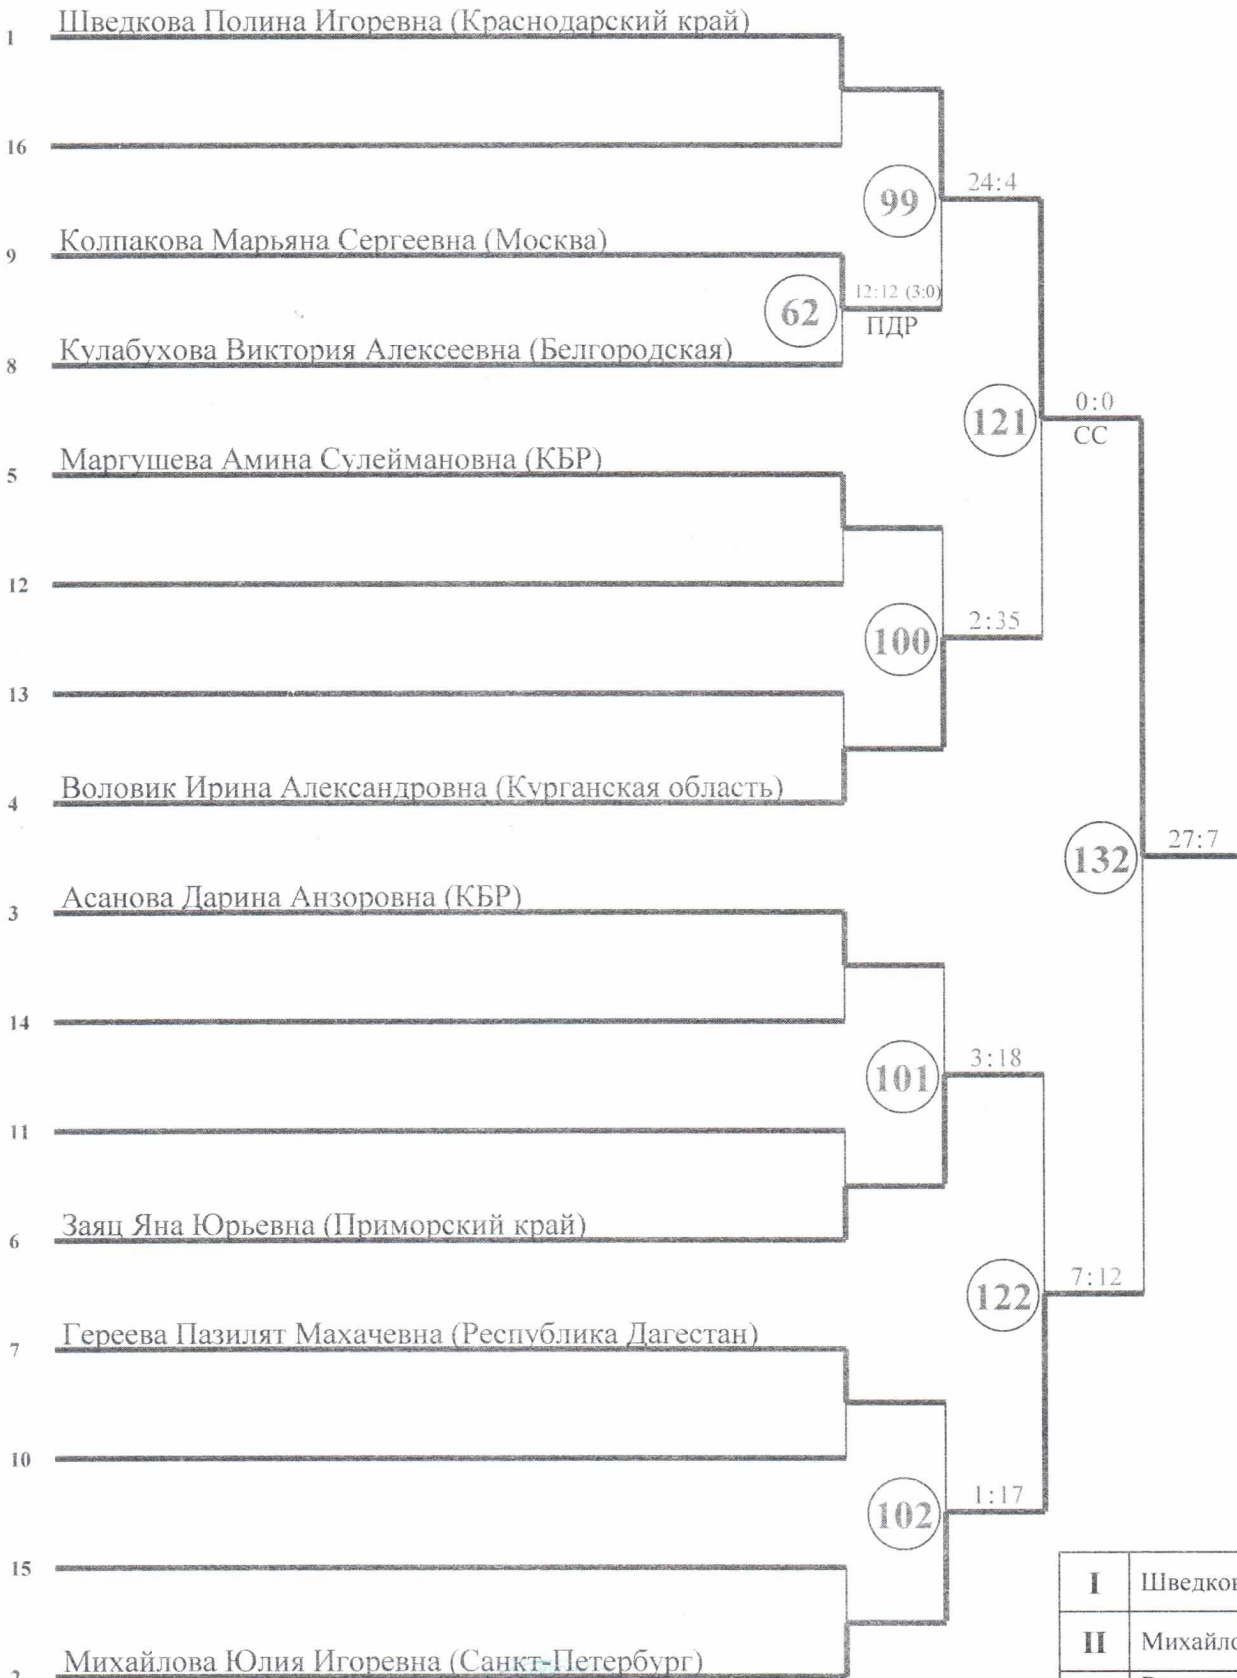 1 Шведкова Полина Игоревна (Краснодарский край)
16
99 24:4
9 Колпакова Марьяна Сергеевна (Москва)
62 12:12 (3:0)
ПДР
8 Кулабухова Виктория Алексеевна (Белгородская)
121 0:0
СС
5 Маргушева Амина Сулеймановна (КБР)
12
100 2:35
13
4 Воловик Ирина Александровна (Курганская область)
132 27:7
3 Асанова Дарина Анзоровна (КБР)
14
101 3:18
11
6 Заяц Яна Юрьевна (Приморский край)
122 7:12
7 Гереева Пазилят Махачевна (Республика Дагестан)
10
102 1:17
15
I Шведков
II Михайло
2 Михайлова Юлия Игоревна (Санкт-Петербург)